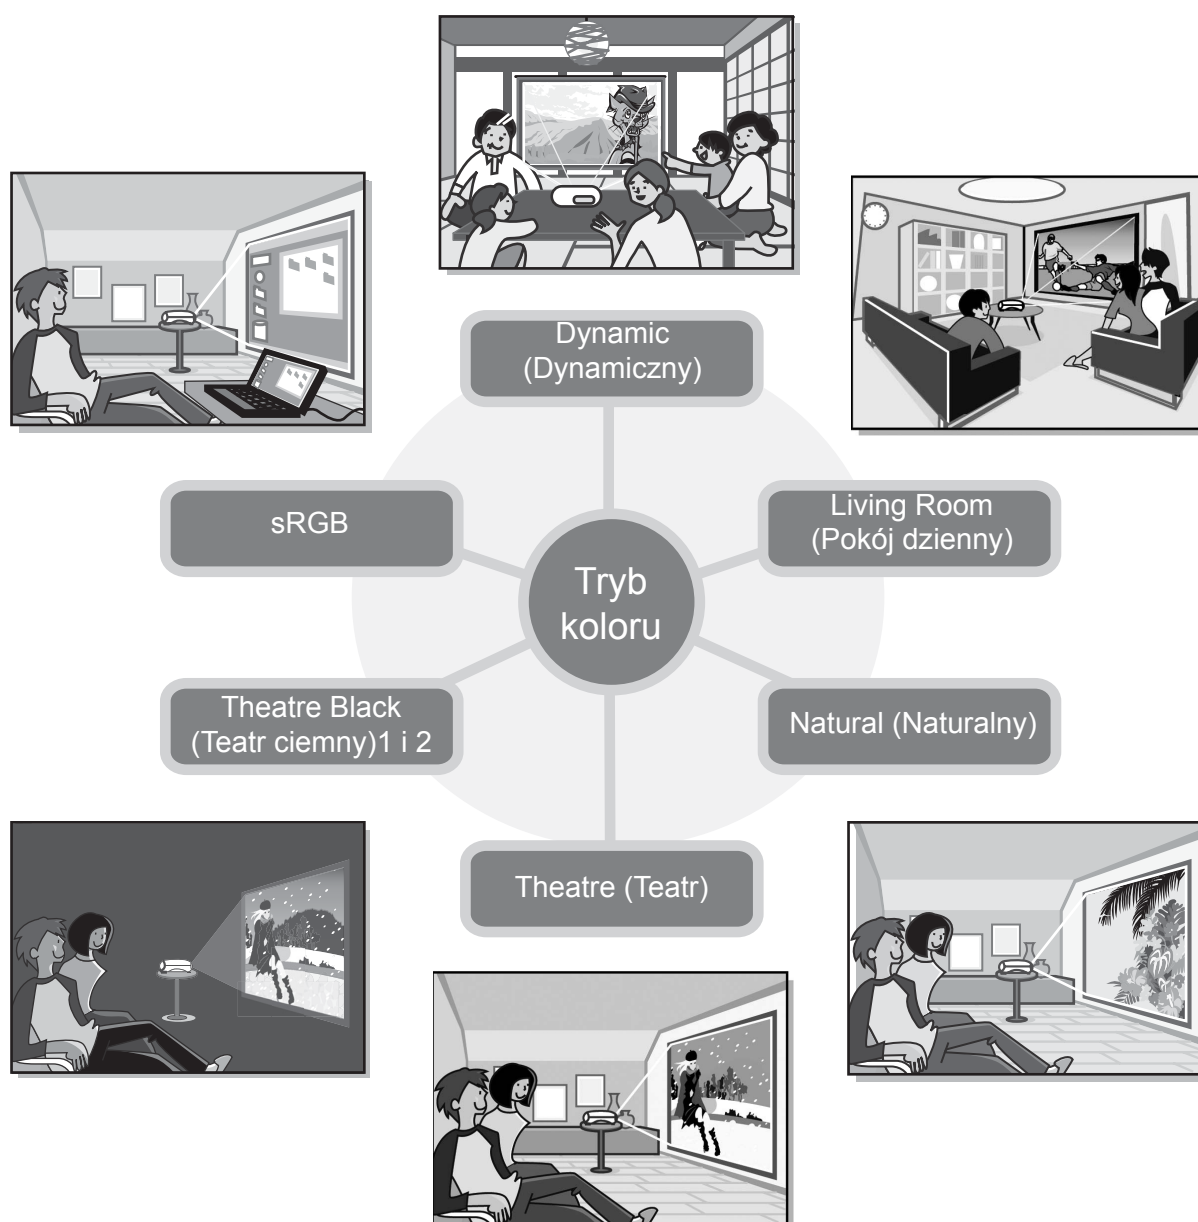 Dynamic
(Dynamiczny)
sRGB
Living Room
(Pokój dzienny)
Tryb
koloru
Theatre Black
(Teatr ciemny)1 i 2
Natural (Naturalny)
Theatre (Teatr)